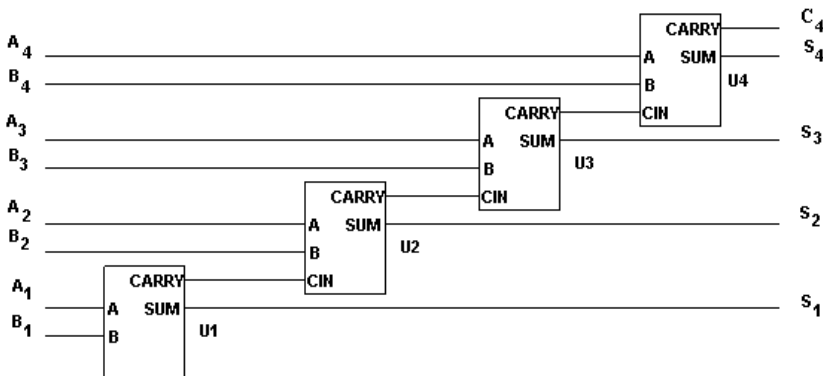 CARRY C4
A4 A SUM S4
B4 B U4
CARRY CIN
A3 A SUM S3
B3 B U3
CARRY CIN
A2 A SUM S2
B2 B U2
CARRY CIN
A1 A SUM S1
B1 B U1